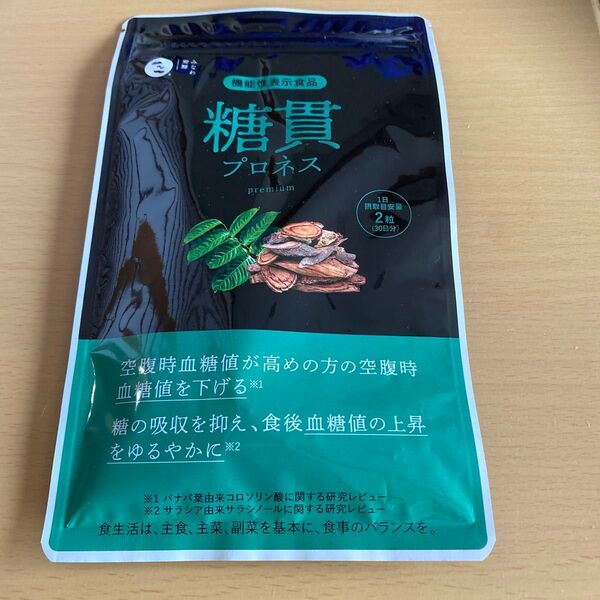 みなわ
発酵
機能性表示食品
糖貫
プロネス
premium
1日
摂取目安量
2粒
(30日分)
空腹時血糖値が高めの方の空腹時
血糖値を下げる※1
糖の吸収を抑え、食後血糖値の上昇
をゆるやかに※2
※1 バナバ葉由来コロソリン酸に関する研究レビュー
※2 サラシア由来サラシノールに関する研究レビュー
食生活は、主食、主菜、副菜を基本に、食事のバランスを。